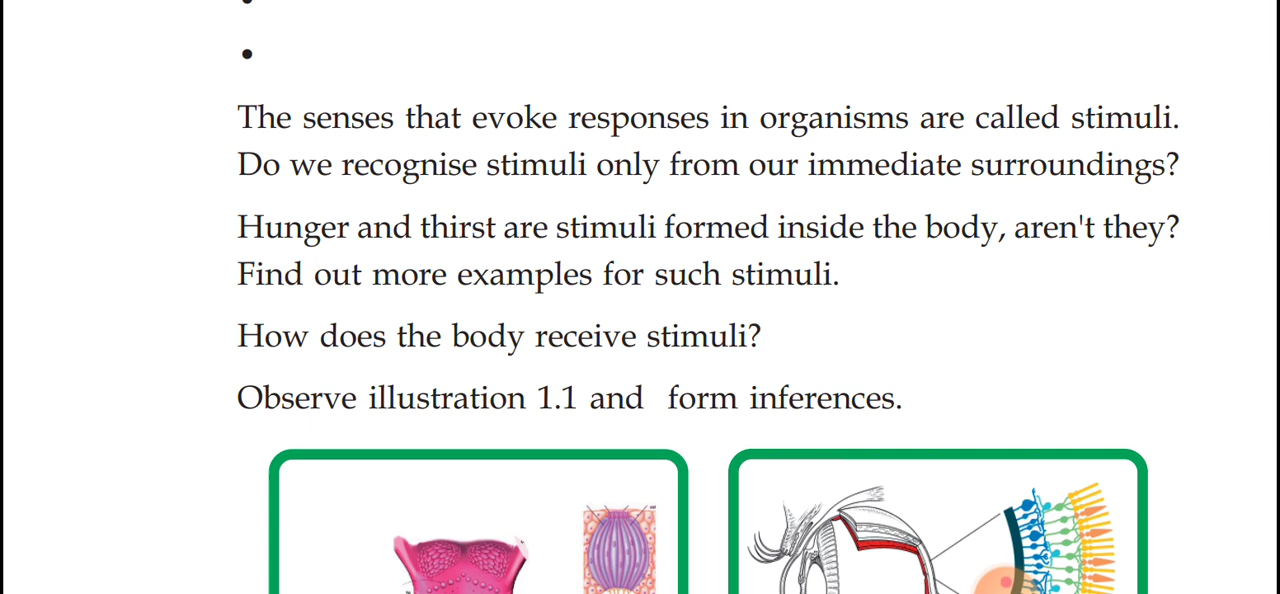 •
•
The senses that evoke responses in organisms are called stimuli.
Do we recognise stimuli only from our immediate surroundings?
Hunger and thirst are stimuli formed inside the body, aren't they?
Find out more examples for such stimuli.
How does the body receive stimuli?
Observe illustration 1.1 and form inferences.